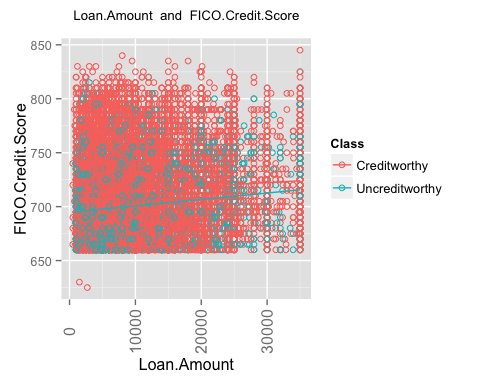 Loan.Amount and FICO.Credit.Score
850
800
750
700
650
FICO.Credit.Score
0
10000
20000
30000
Loan.Amount
Class
Creditworthy
Uncreditworthy